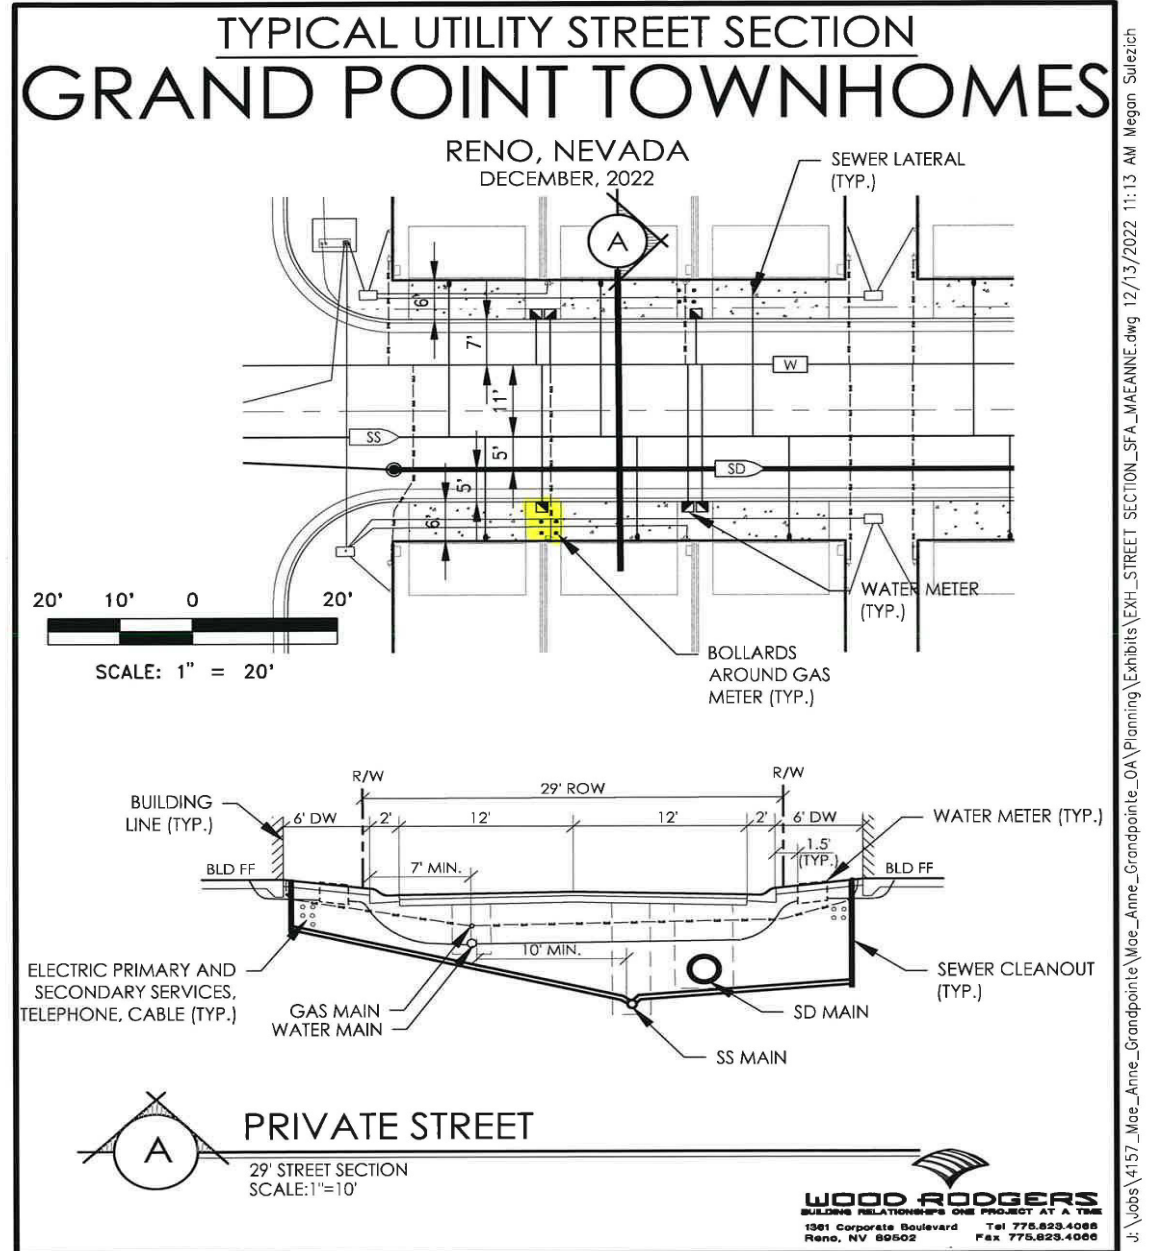 TYPICAL UTILITY STREET SECTION
GRAND POINT TOWNHOMES
RENO, NEVADA
DECEMBER, 2022
SEWER LATERAL
(TYP.)
A
6'
7'
W
11'
SS
5'
SD
5'
6'
WATER METER
(TYP.)
20' 10' 0 20'
SCALE: 1" = 20'
BOLLARDS
AROUND GAS
METER (TYP.)
R/W
R/W
29' ROW
BUILDING
LINE (TYP.)
6' DW 2' 12' 12' 2' 6' DW
WATER METER (TYP.)
1.5'
(TYP.)
BLD FF
7' MIN.
BLD FF
10' MIN.
ELECTRIC PRIMARY AND
SECONDARY SERVICES,
TELEPHONE, CABLE (TYP.)
GAS MAIN
WATER MAIN
SEWER CLEANOUT
(TYP.)
SD MAIN
SS MAIN
A
PRIVATE STREET
29' STREET SECTION
SCALE:1"=10'
WOOD RODGERS
BUILDING RELATIONSHIPS ONE PROJECT AT A TIME
1361 Corporate Boulevard Tel 775.823.4068
Reno, NV 89502 Fax 775.823.4066
J:\Jobs\4157_Mae_Anne_Grandpointe\Mae_Anne_Grandpointe_OA\Planning\Exhibits\EXH_STREET SECTION_SFA_MAEANNE.dwg 12/13/2022 11:13 AM Megan Sulezich